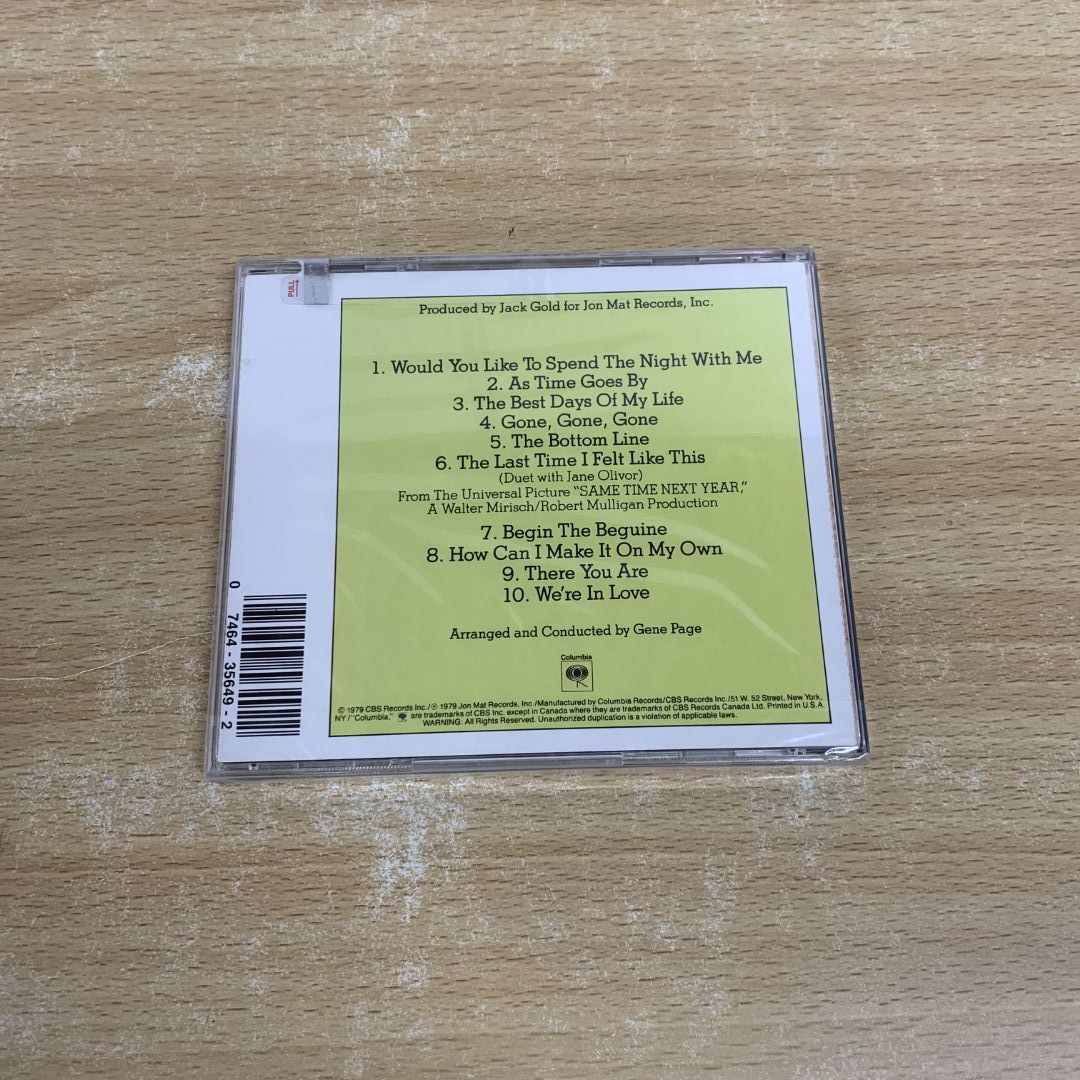 PULL
Produced by Jack Gold for Jon Mat Records, Inc.
1. Would You Like To Spend The Night With Me
2. As Time Goes By
3. The Best Days Of My Life
4. Gone, Gone, Gone
5. The Bottom Line
6. The Last Time I Felt Like This
(Duet with Jane Olivor)
From The Universal Picture "SAME TIME NEXT YEAR,"
A Walter Mirisch/Robert Mulligan Production
7. Begin The Beguine
8. How Can I Make It On My Own
9. There You Are
10. We're In Love
Arranged and Conducted by Gene Page
Columbia
© 1979 CBS Records Inc./℗ 1979 Jon Mat Records, Inc./Manufactured by Columbia Records/CBS Records Inc./51 W. 52 Street, New York,
NY/"Columbia," are trademarks of CBS Inc. except in Canada where they are trademarks of CBS Records Canada Ltd. Printed in U.S.A.
WARNING: All Rights Reserved. Unauthorized duplication is a violation of applicable laws.
0 7464-35649-2